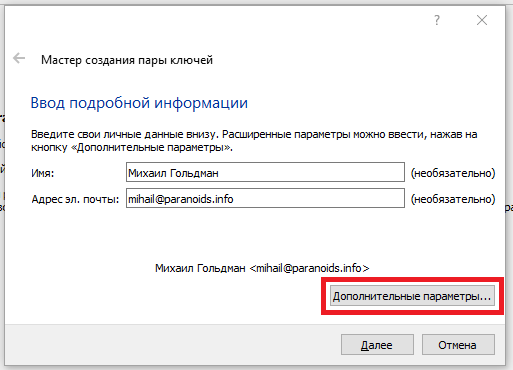 ?
Мастер создания пары ключей
Ввод подробной информации
Введите свои личные данные внизу. Расширенные параметры можно ввести, нажав на
кнопку «Дополнительные параметры».
Имя: Михаил Гольдман (необязательно)
Адрес эл. почты: mihail@paranoids.info (необязательно)
Михаил Гольдман <mihail@paranoids.info>
Дополнительные параметры...
Далее Отмена